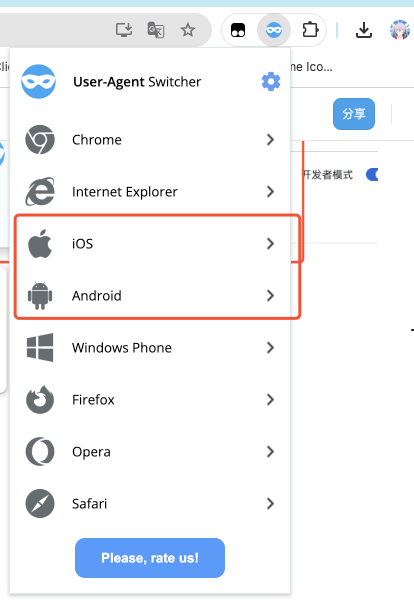 User-Agent Switcher
me Ico...
Chrome
分享
Internet Explorer
开发者模式
iOS
Android
Windows Phone
Firefox
Opera
Safari
Please, rate us!